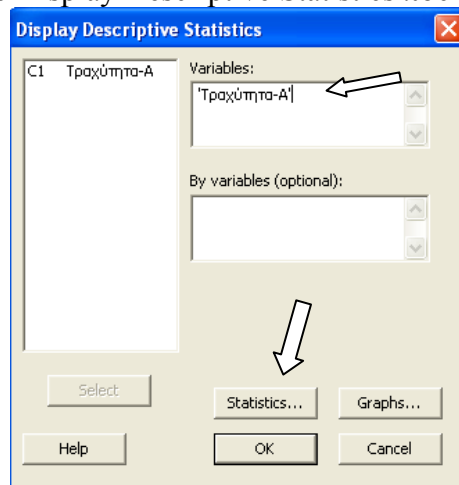 Display Descriptive Statistics
C1 Τραχύτητα-Α
Variables:
'Τραχύτητα-Α'
By variables (optional):
Select
Statistics...
Graphs...
Help
OK
Cancel